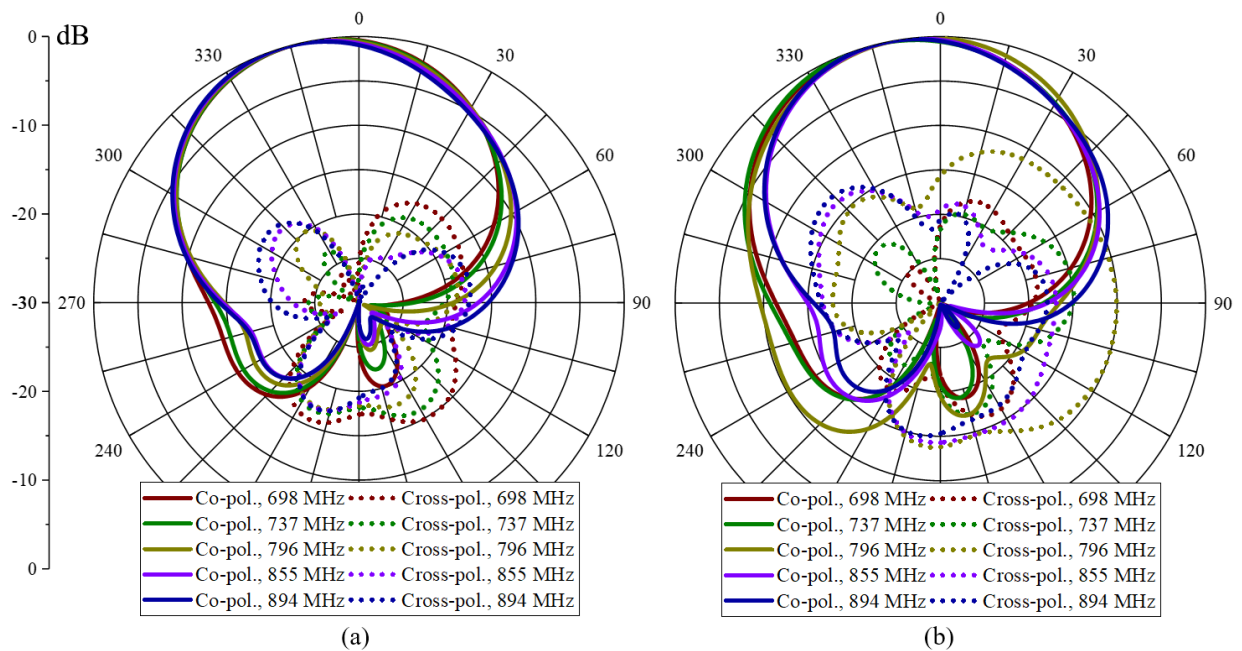 dB
0
-10
-20
-30
-20
-10
0
0
30
60
90
120
240
270
300
330
Co-pol., 698 MHz Cross-pol., 698 MHz
Co-pol., 737 MHz Cross-pol., 737 MHz
Co-pol., 796 MHz Cross-pol., 796 MHz
Co-pol., 855 MHz Cross-pol., 855 MHz
Co-pol., 894 MHz Cross-pol., 894 MHz
(a)
0
30
60
90
120
240
270
300
330
Co-pol., 698 MHz Cross-pol., 698 MHz
Co-pol., 737 MHz Cross-pol., 737 MHz
Co-pol., 796 MHz Cross-pol., 796 MHz
Co-pol., 855 MHz Cross-pol., 855 MHz
Co-pol., 894 MHz Cross-pol., 894 MHz
(b)